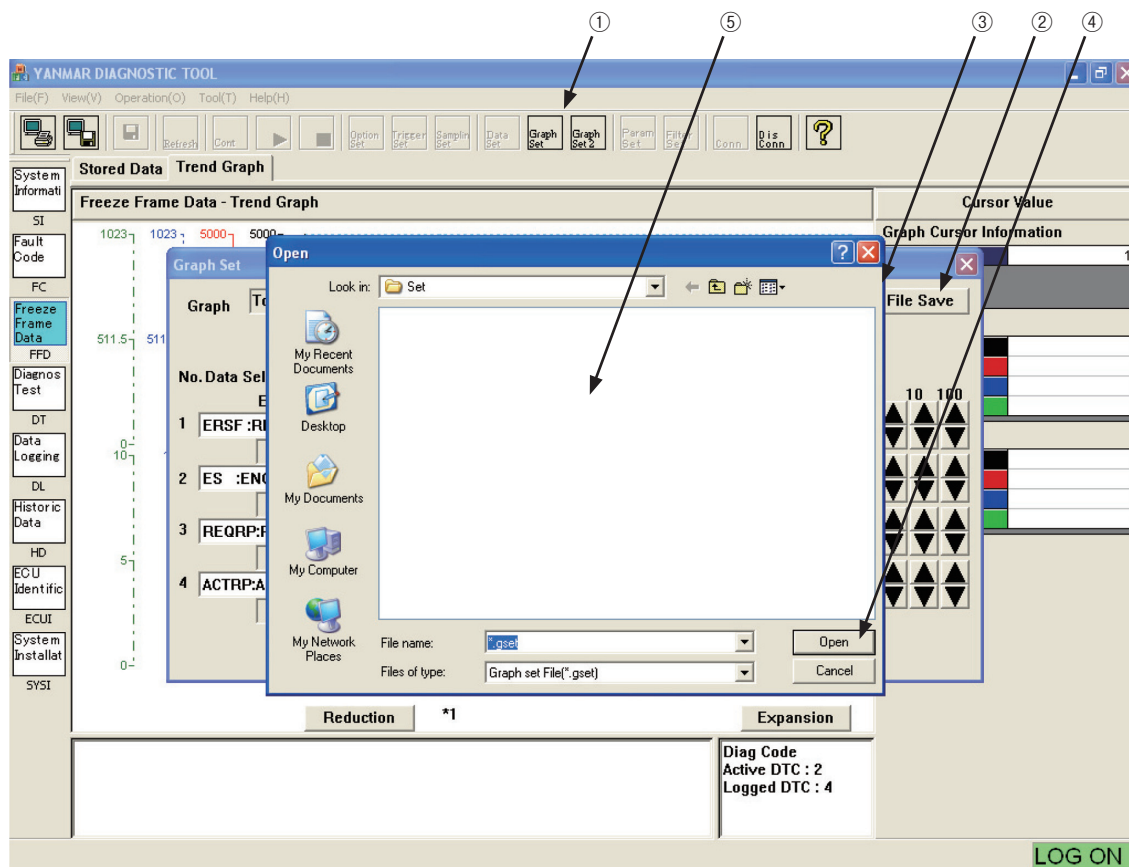 ① ⑤ ③ ② ④
YANMAR DIAGNOSTIC TOOL
File(F) View(V) Operation(O) Tool(T) Help(H)
Refresh Cont Option Set Trigger Set Samplin Set Data Set Graph Set Graph Set 2 Param Set Filter Set Conn Dis Conn
Stored Data Trend Graph
System Informati
SI
Fault Code
FC
Freeze Frame Data
FFD
Diagnos Test
DT
Data Logging
DL
Historic Data
HD
ECU Identific
ECUI
System Installat
SYSI
Freeze Frame Data - Trend Graph
Cursor Value
1023 1023 5000 5000
Graph Cursor Information
1
511.5 511
0
10
5
0
Graph Set
Graph
File Save
No. Data Sel
10 100
1 ERSF :RE
2 ES :ENG
3 REQRP:R
4 ACTRP:A
Open
Look in: Set
My Recent Documents
Desktop
My Documents
My Computer
My Network Places
File name: *.gset Open
Files of type: Graph set File(*.gset) Cancel
Reduction *1 Expansion
Diag Code
Active DTC : 2
Logged DTC : 4
LOG ON